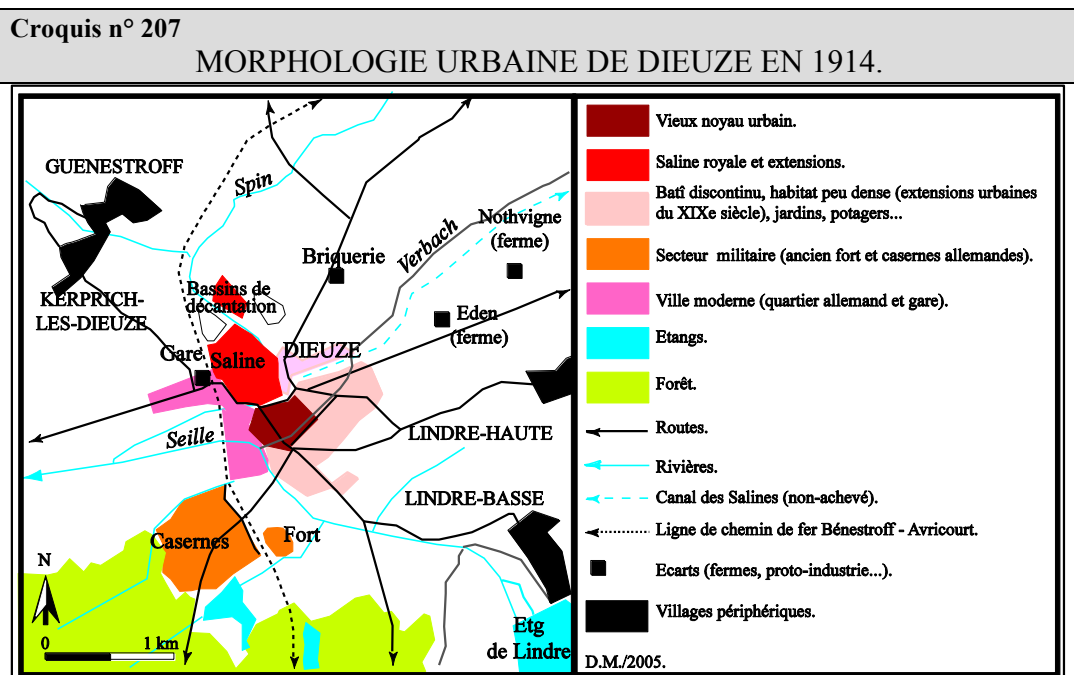 Croquis n° 207
MORPHOLOGIE URBAINE DE DIEUZE EN 1914.
GUENESTROFF
Spin
Nothvigne
(ferme)
Verbach
Briquerie
Bassins de
décantation
KERPRICH-
LES-DIEUZE
Eden
(ferme)
Gare
Saline
DIEUZE
Seille
LINDRE-HAUTE
LINDRE-BASSE
Casernes
Fort
N
0 1 km
Etg
de Lindre
Vieux noyau urbain.
Saline royale et extensions.
Batî discontinu, habitat peu dense (extensions urbaines
du XIXe siècle), jardins, potagers...
Secteur militaire (ancien fort et casernes allemandes).
Ville moderne (quartier allemand et gare).
Etangs.
Forêt.
Routes.
Rivières.
Canal des Salines (non-achevé).
Ligne de chemin de fer Bénestroff - Avricourt.
Ecarts (fermes, proto-industrie...).
Villages périphériques.
D.M./2005.